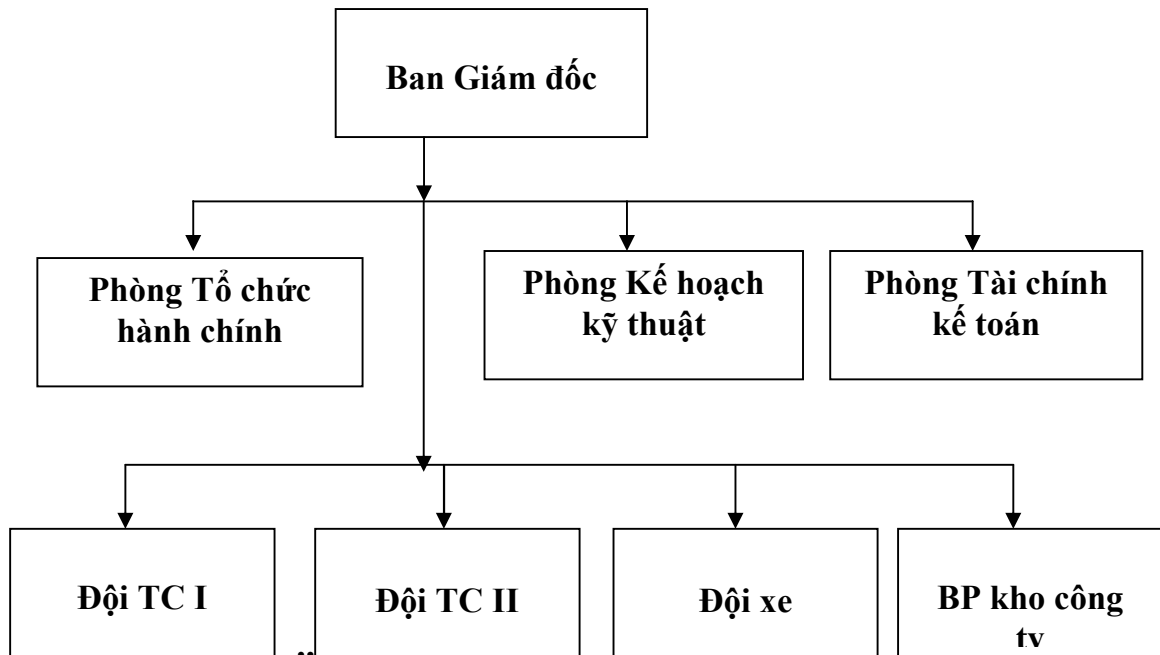 Ban Giám đốc
Phòng Tổ chức
hành chính
Phòng Kế hoạch
kỹ thuật
Phòng Tài chính
kế toán
Đội TC I
Đội TC II
Đội xe
BP kho công
ty